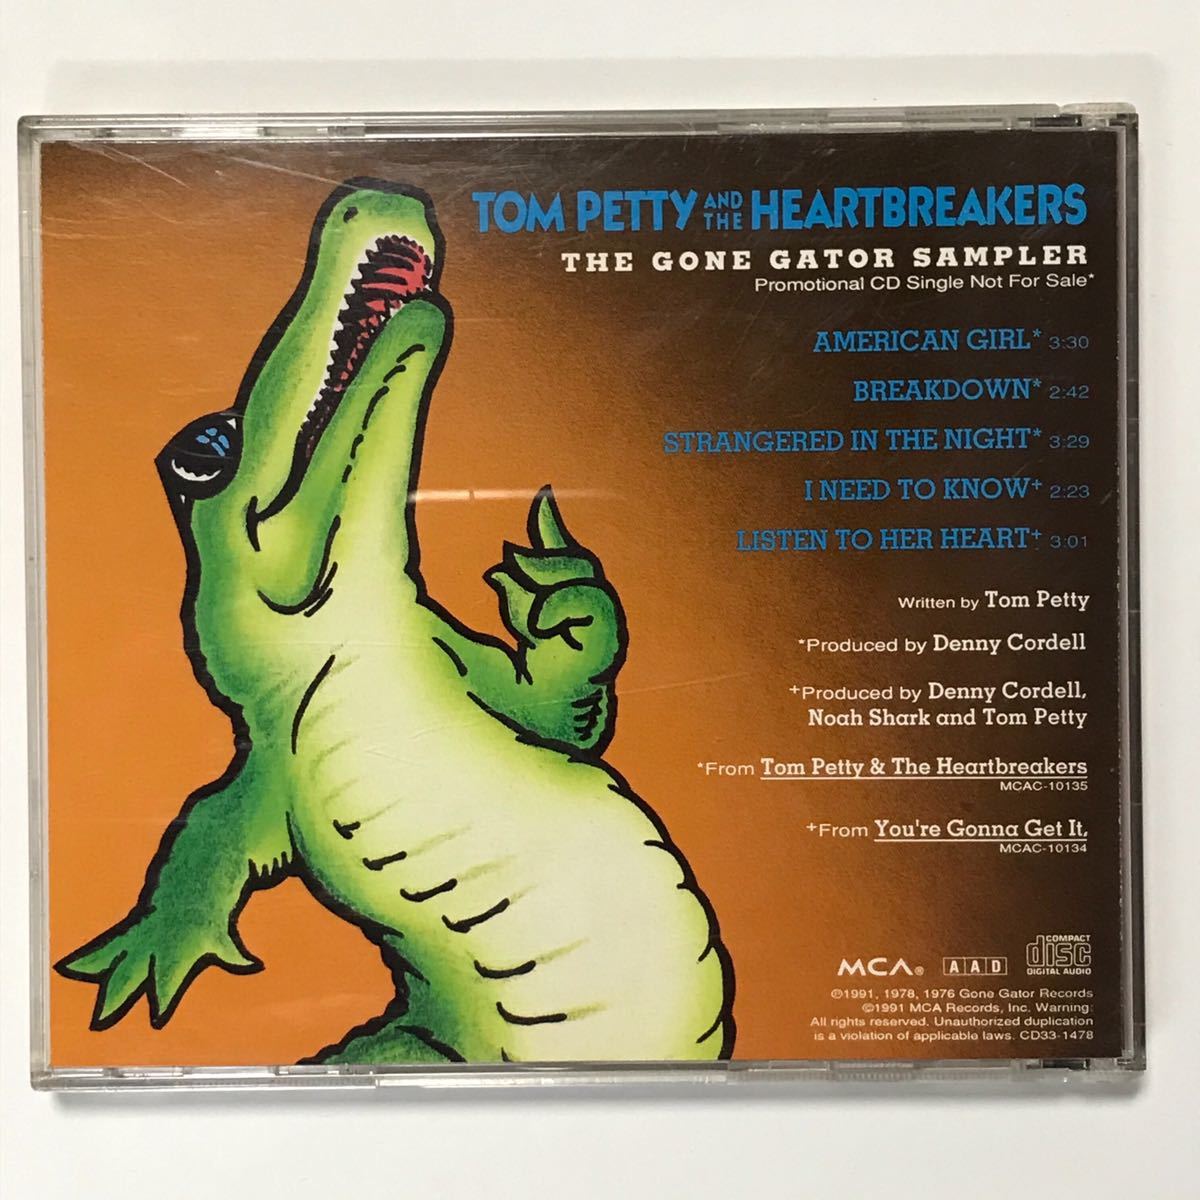 TOM PETTY AND THE HEARTBREAKERS
THE GONE GATOR SAMPLER
Promotional CD Single Not For Sale*
AMERICAN GIRL* 3:30
BREAKDOWN* 2:42
STRANGERED IN THE NIGHT* 3:29
I NEED TO KNOW+ 2:23
LISTEN TO HER HEART+ 3:01
Written by Tom Petty
*Produced by Denny Cordell
+Produced by Denny Cordell,
Noah Shark and Tom Petty
*From Tom Petty & The Heartbreakers
MCAC-10135
+From You're Gonna Get It,
MCAC-10134
MCA® AAD COMPACT disc DIGITAL AUDIO
℗1991, 1978, 1976 Gone Gator Records
©1991 MCA Records, Inc. Warning:
All rights reserved. Unauthorized duplication
is a violation of applicable laws. CD33-1478